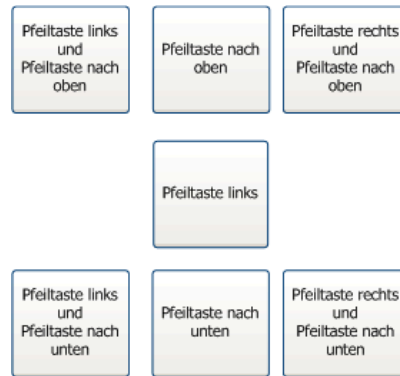 Pfeiltaste links
und
Pfeiltaste nach
oben
Pfeiltaste nach
oben
Pfeiltaste rechts
und
Pfeiltaste nach
oben
Pfeiltaste links
Pfeiltaste links
und
Pfeiltaste nach
unten
Pfeiltaste nach
unten
Pfeiltaste rechts
und
Pfeiltaste nach
unten